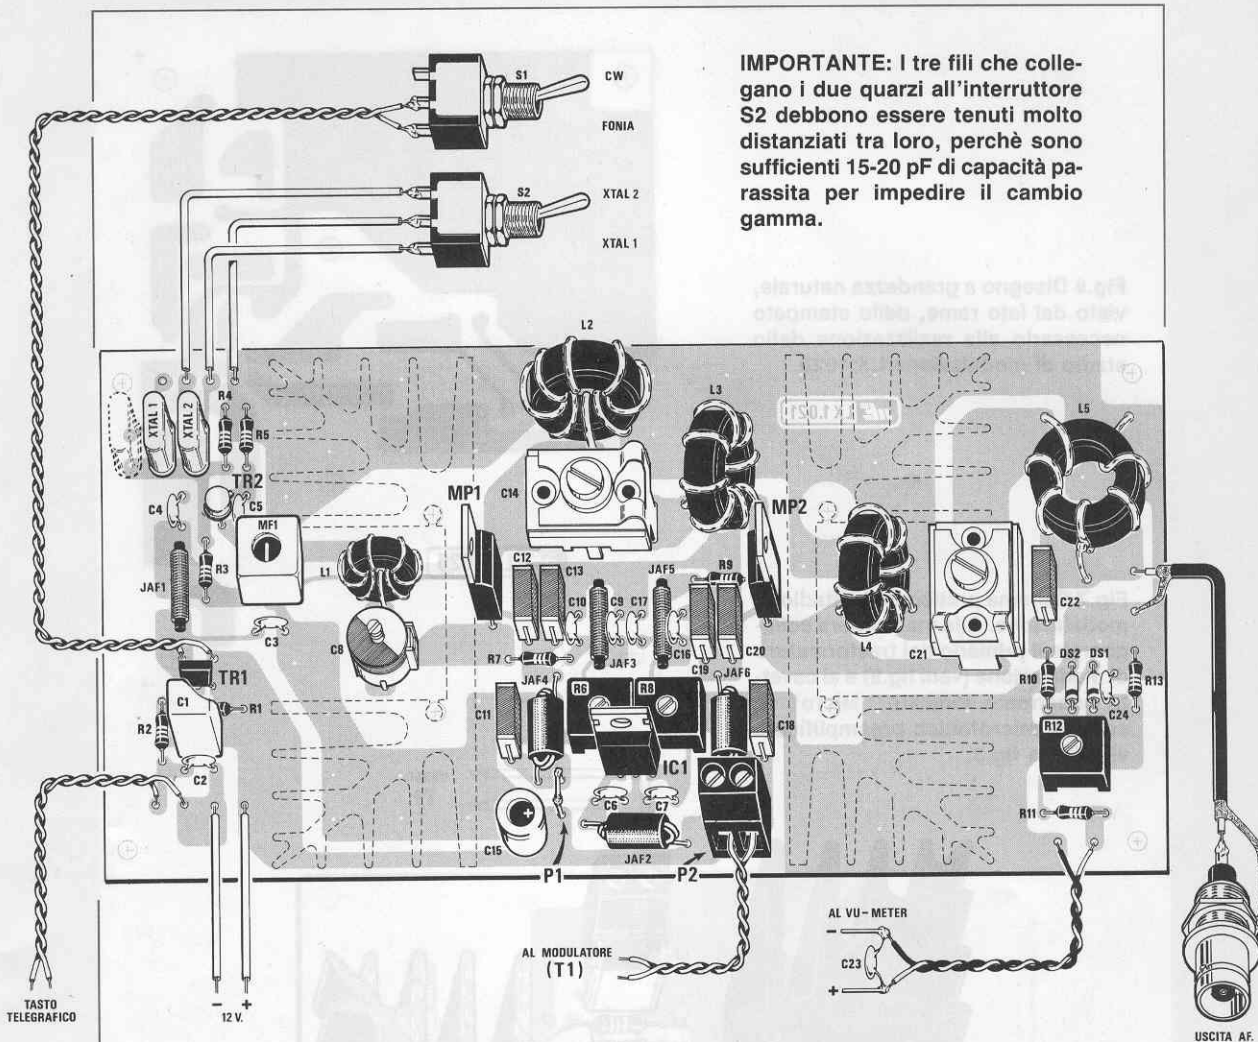 CW
S1
FONIA
XTAL 2
S2
XTAL 1
IMPORTANTE: I tre fili che colle-
gano i due quarzi all'interruttore
S2 debbono essere tenuti molto
distanziati tra loro, perchè sono
sufficienti 15-20 pF di capacità pa-
rassita per impedire il cambio
gamma.
L2
L3
L5
LX 1.021
XTAL 1
XTAL 2
R4
R5
TR2
C4
C5
MF1
C14
MP1
MP2
JAF1
R3
L1
C12
C13
JAF5
R9
C3
C8
C10
C9
C17
C16
C19
C20
L4
C21
C22
R7
JAF3
JAF4
R6
R8
JAF6
TR1
C1
R1
R2
C2
C11
IC1
C18
R10
DS2
DS1
C24
R13
R12
C6
C7
C15
JAF2
R11
P1
P2
TASTO
TELEGRAFICO
- +
12 V.
AL MODULATORE
(T1)
AL VU-METER
-
C23
+
USCITA AF.